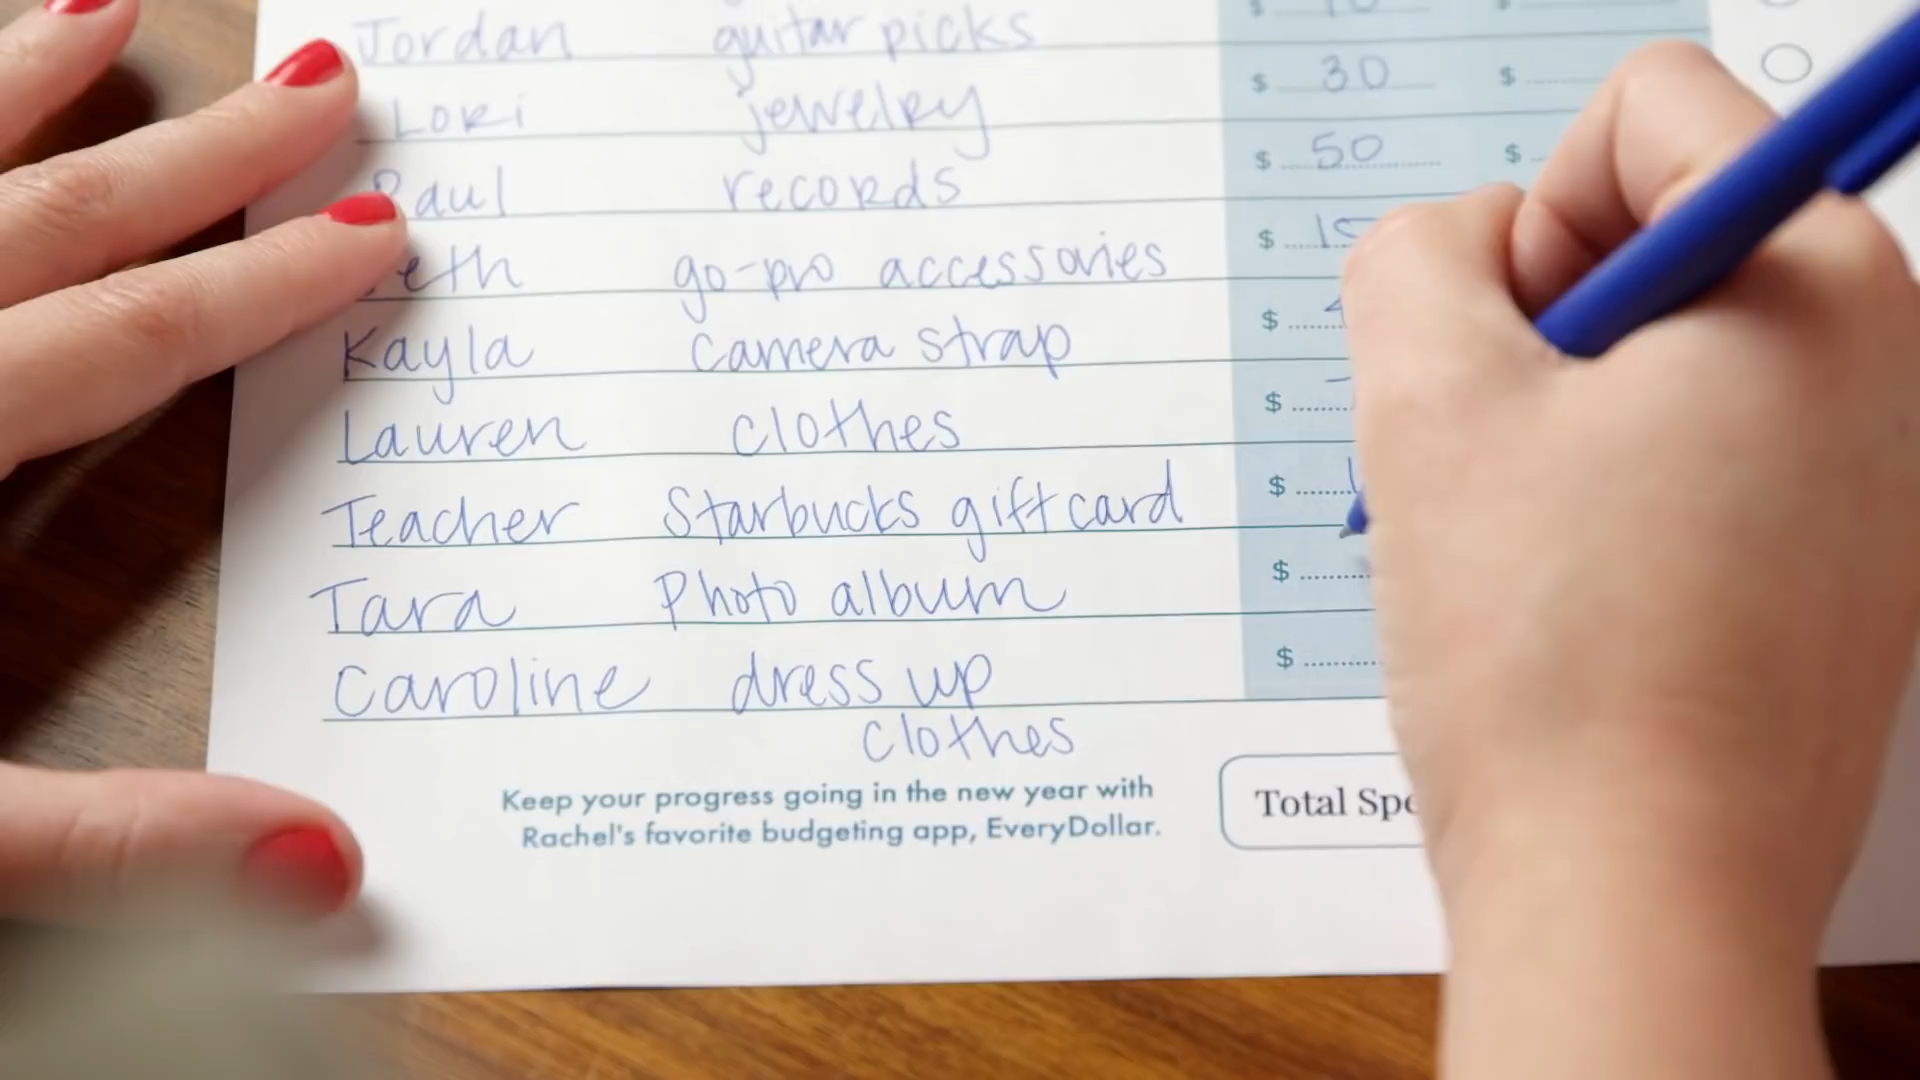 Jordan guitar picks $ 10 $
Lori jewelry $ 30 $
Paul records $ 50 $
eth go-pro accessories $
Kayla camera strap $
Lauren clothes $
Teacher Starbucks gift card $
Tara Photo album $
Caroline dress up $
clothes
Keep your progress going in the new year with
Rachel's favorite budgeting app, EveryDollar.
Total